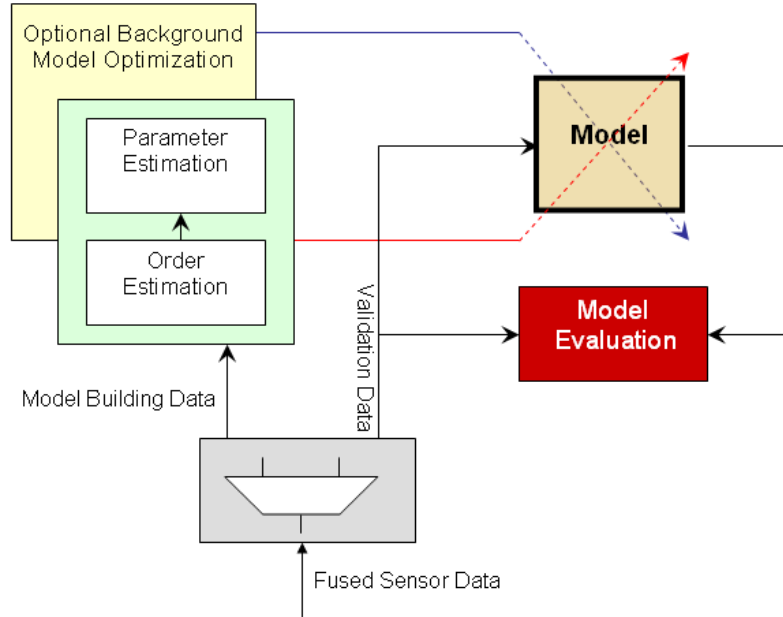 Optional Background
Model Optimization
Parameter
Estimation
Order
Estimation
Model
Model
Evaluation
Validation Data
Model Building Data
Fused Sensor Data